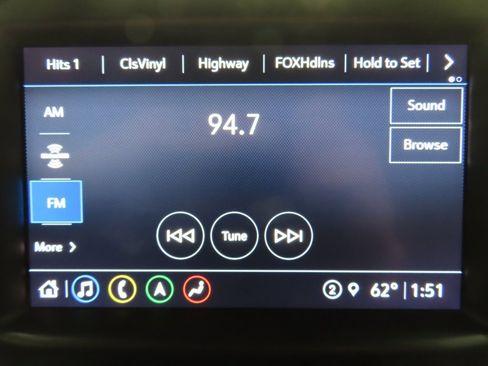 Hits 1 | ClsVinyl | Highway | FOXHdlns | Hold to Set |
AM
94.7
Sound
Browse
FM
More
Tune
2 62° | 1:51